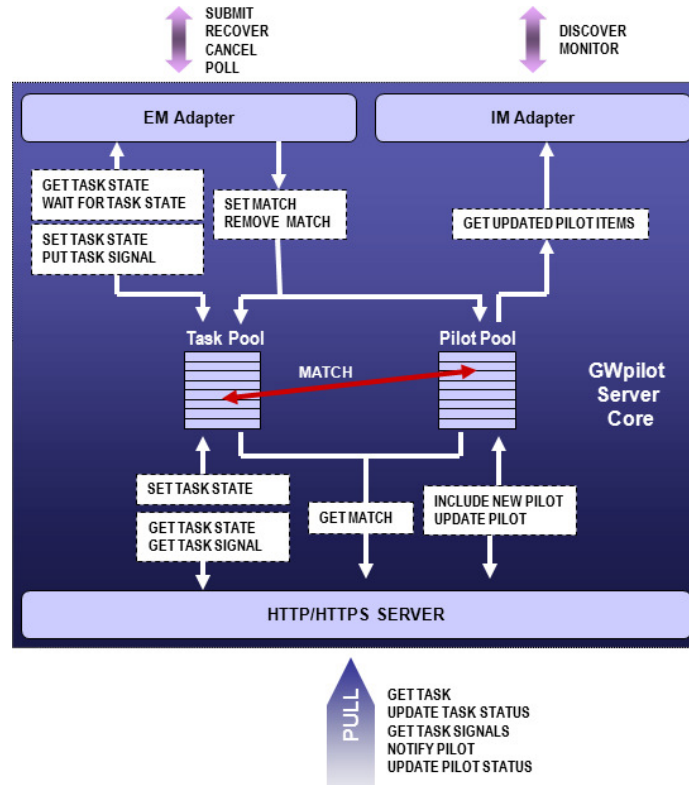 SUBMIT
RECOVER
CANCEL
POLL
DISCOVER
MONITOR
EM Adapter
IM Adapter
GET TASK STATE
WAIT FOR TASK STATE
SET TASK STATE
PUT TASK SIGNAL
SET MATCH
REMOVE MATCH
GET UPDATED PILOT ITEMS
Task Pool
Pilot Pool
MATCH
GWpilot
Server
Core
SET TASK STATE
GET TASK STATE
GET TASK SIGNAL
GET MATCH
INCLUDE NEW PILOT
UPDATE PILOT
HTTP/HTTPS SERVER
PULL
GET TASK
UPDATE TASK STATUS
GET TASK SIGNALS
NOTIFY PILOT
UPDATE PILOT STATUS